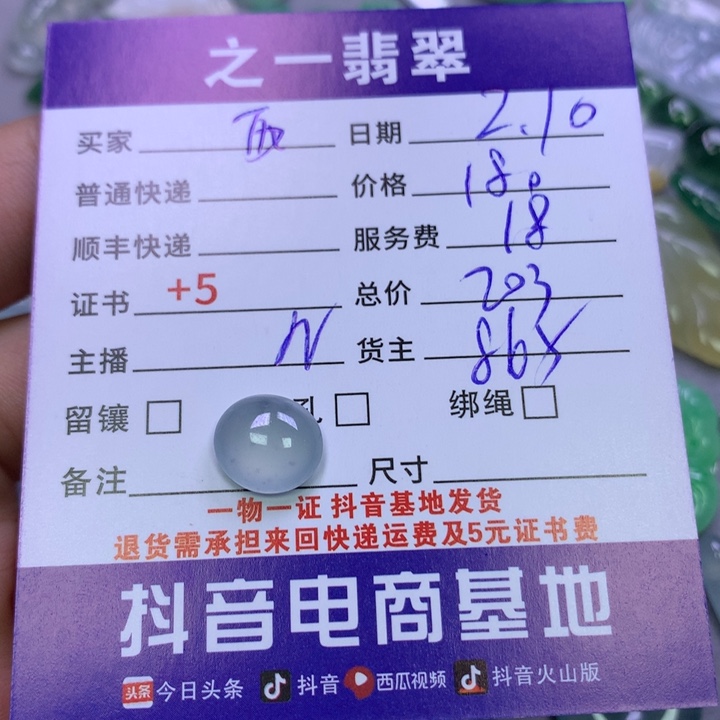 之一翡翠
买家 西 日期 2.10
普通快递 价格 180
顺丰快递 服务费 18
证书 +5 总价 203
主播 N 货主 865
留镶 孔 绑绳
备注 尺寸
一物一证 抖音基地发货
退货需承担来回快递运费及5元证书费
抖音电商基地
头条 今日头条 抖音 西瓜视频 抖音火山版